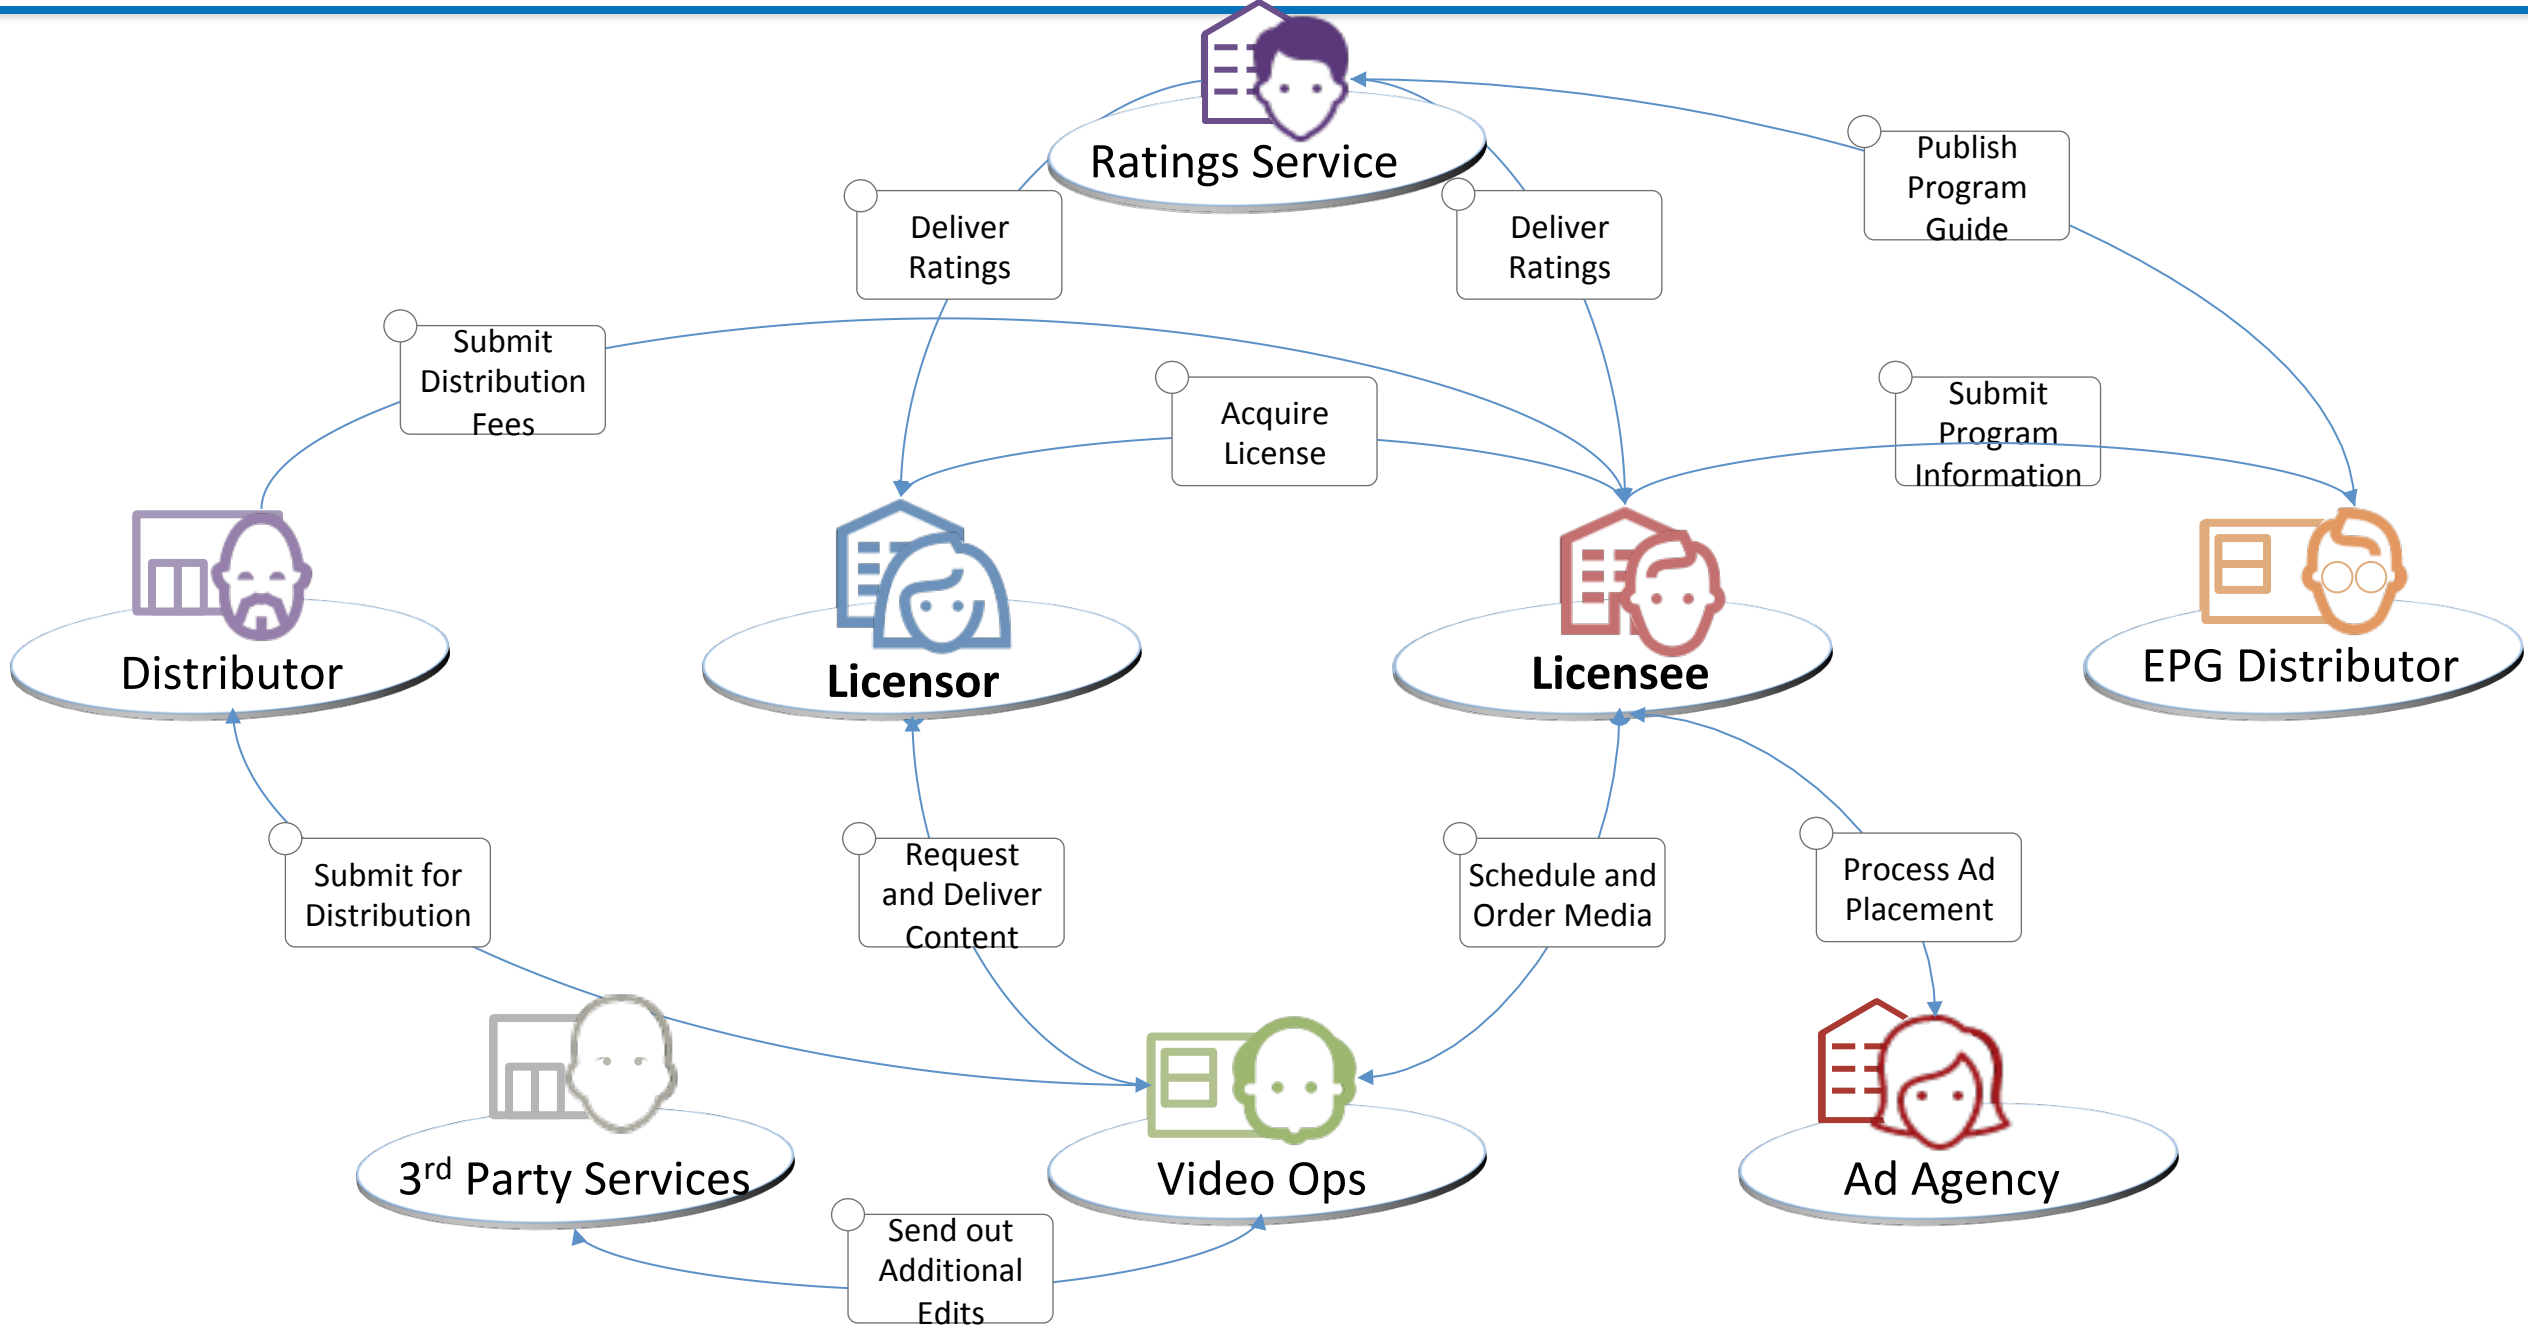 Ratings Service
Publish
Program
Guide
Deliver
Ratings
Deliver
Ratings
Submit
Distribution
Fees
Acquire
License
Submit
Program
Information
Distributor
Licensor
Licensee
EPG Distributor
Submit for
Distribution
Request
and Deliver
Content
Schedule and
Order Media
Process Ad
Placement
3rd Party Services
Video Ops
Ad Agency
Send out
Additional
Edits